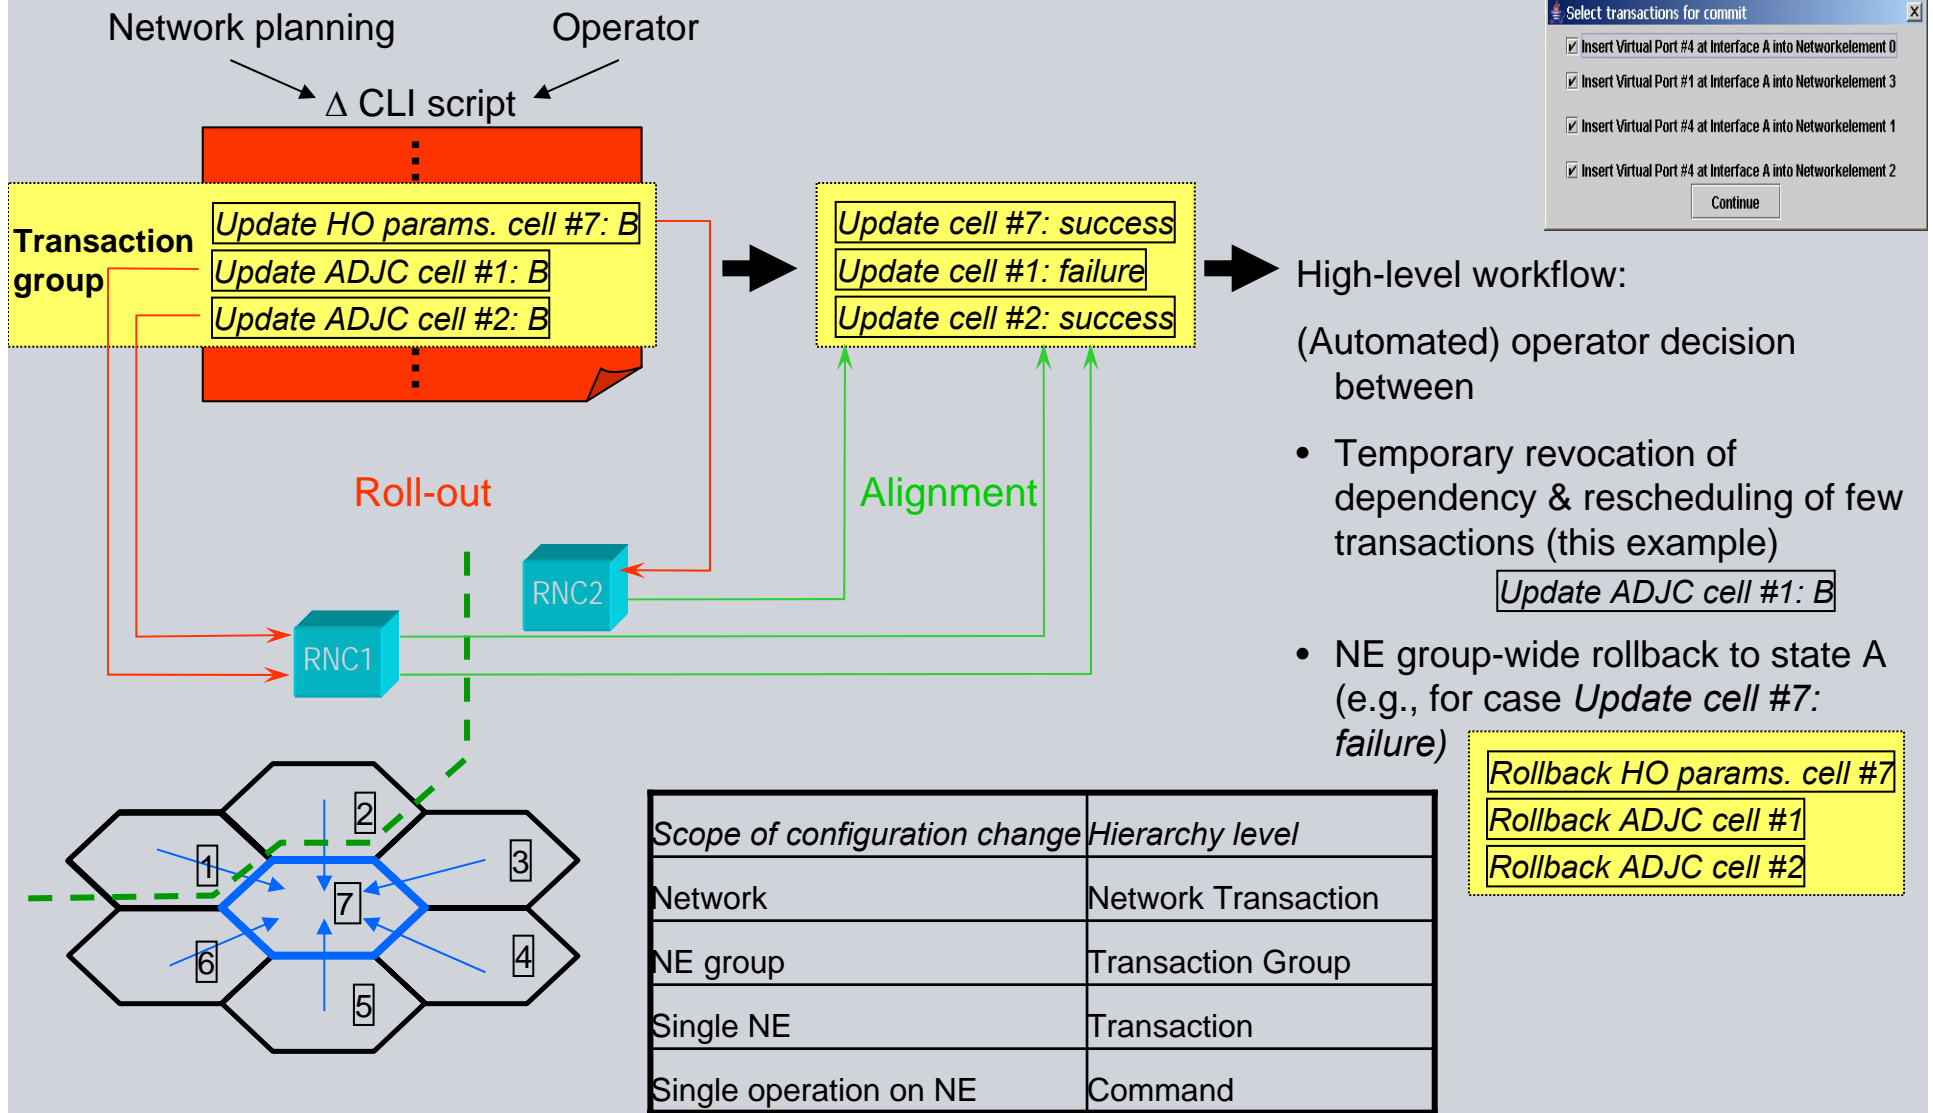 Network planning
Operator
Δ CLI script
Transaction
group
Update HO params. cell #7: B
Update ADJC cell #1: B
Update ADJC cell #2: B
Update cell #7: success
Update cell #1: failure
Update cell #2: success
Select transactions for commit
Insert Virtual Port #4 at Interface A into Networkelement 0
Insert Virtual Port #1 at Interface A into Networkelement 3
Insert Virtual Port #4 at Interface A into Networkelement 1
Insert Virtual Port #4 at Interface A into Networkelement 2
Continue
High-level workflow:
(Automated) operator decision
between
• Temporary revocation of
dependency & rescheduling of few
transactions (this example)
Update ADJC cell #1: B
• NE group-wide rollback to state A
(e.g., for case Update cell #7:
failure)
Rollback HO params. cell #7
Rollback ADJC cell #1
Rollback ADJC cell #2
Roll-out
Alignment
RNC2
RNC1
2
1
3
7
6
4
5
Scope of configuration change Hierarchy level
Network Network Transaction
NE group Transaction Group
Single NE Transaction
Single operation on NE Command